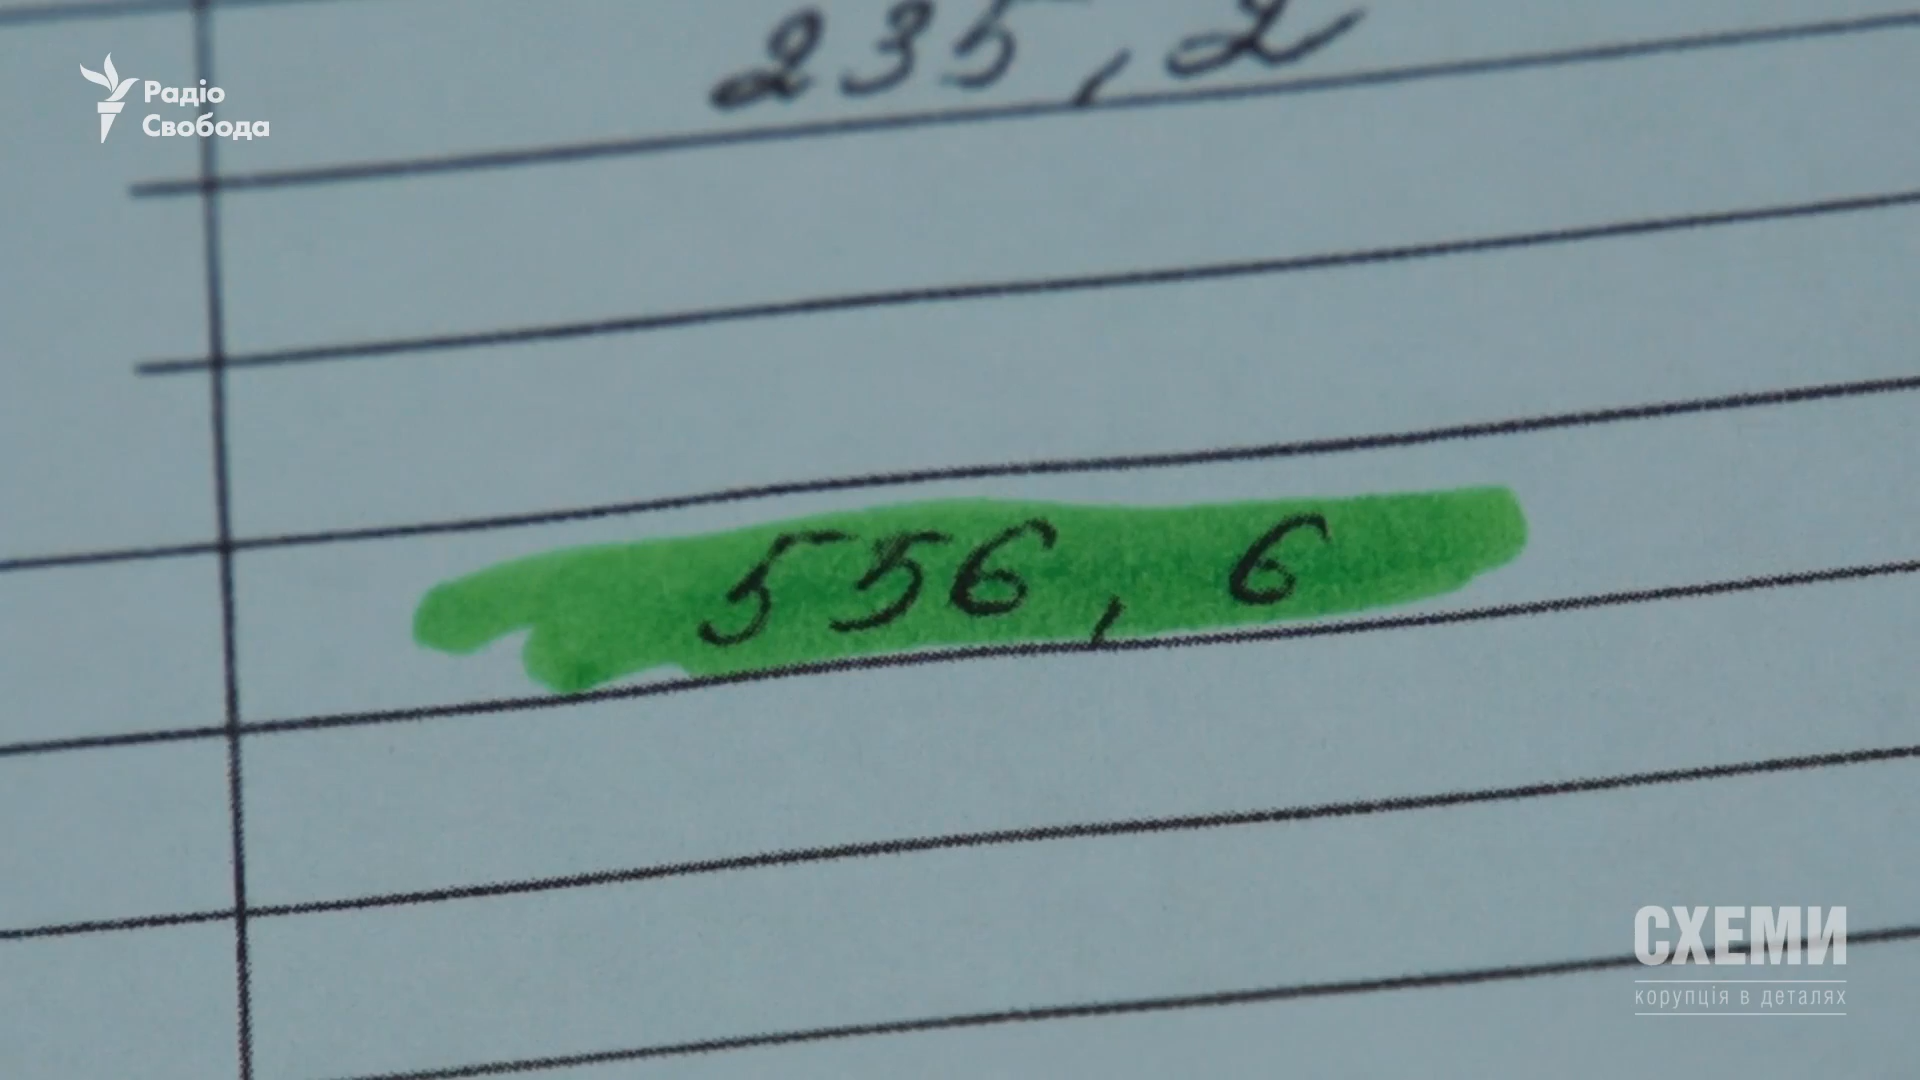 235,2
Радіо
Свобода
556,6
СХЕМИ
корупція в деталях